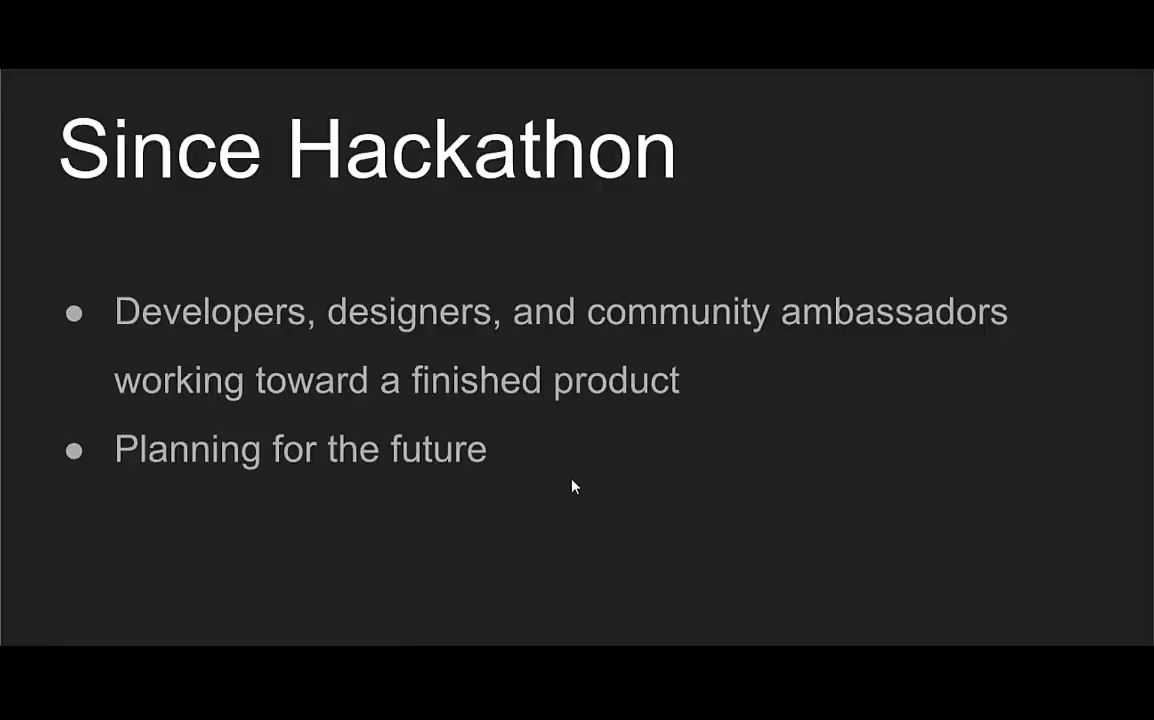 Since Hackathon
● Developers, designers, and community ambassadors
working toward a finished product
● Planning for the future